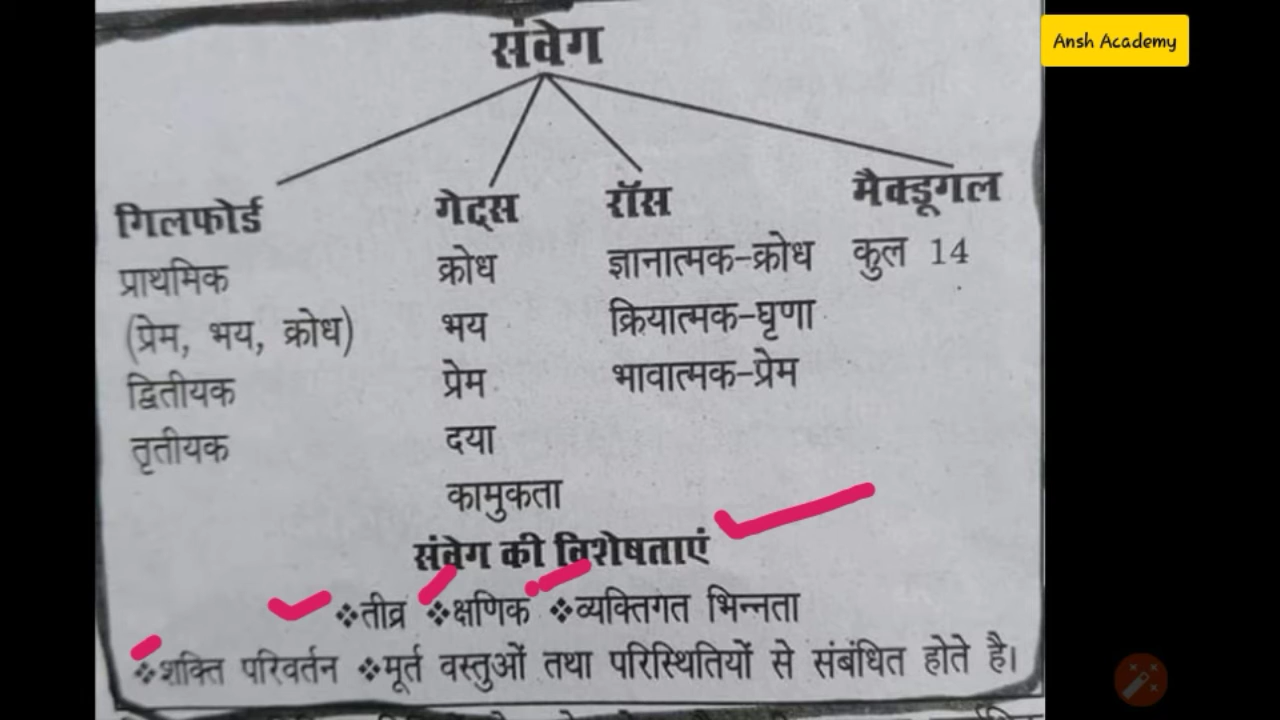 संवेग
Ansh Academy
गिलफोर्ड गेट्स रॉस मैक्डूगल
प्राथमिक क्रोध ज्ञानात्मक-क्रोध कुल 14
(प्रेम, भय, क्रोध) भय क्रियात्मक-घृणा
द्वितीयक प्रेम भावात्मक-प्रेम
तृतीयक दया
कामुकता
संवेग की विशेषताएं
❖तीव्र ❖क्षणिक ❖व्यक्तिगत भिन्नता
❖शक्ति परिवर्तन ❖मूर्त वस्तुओं तथा परिस्थितियों से संबंधित होते है।